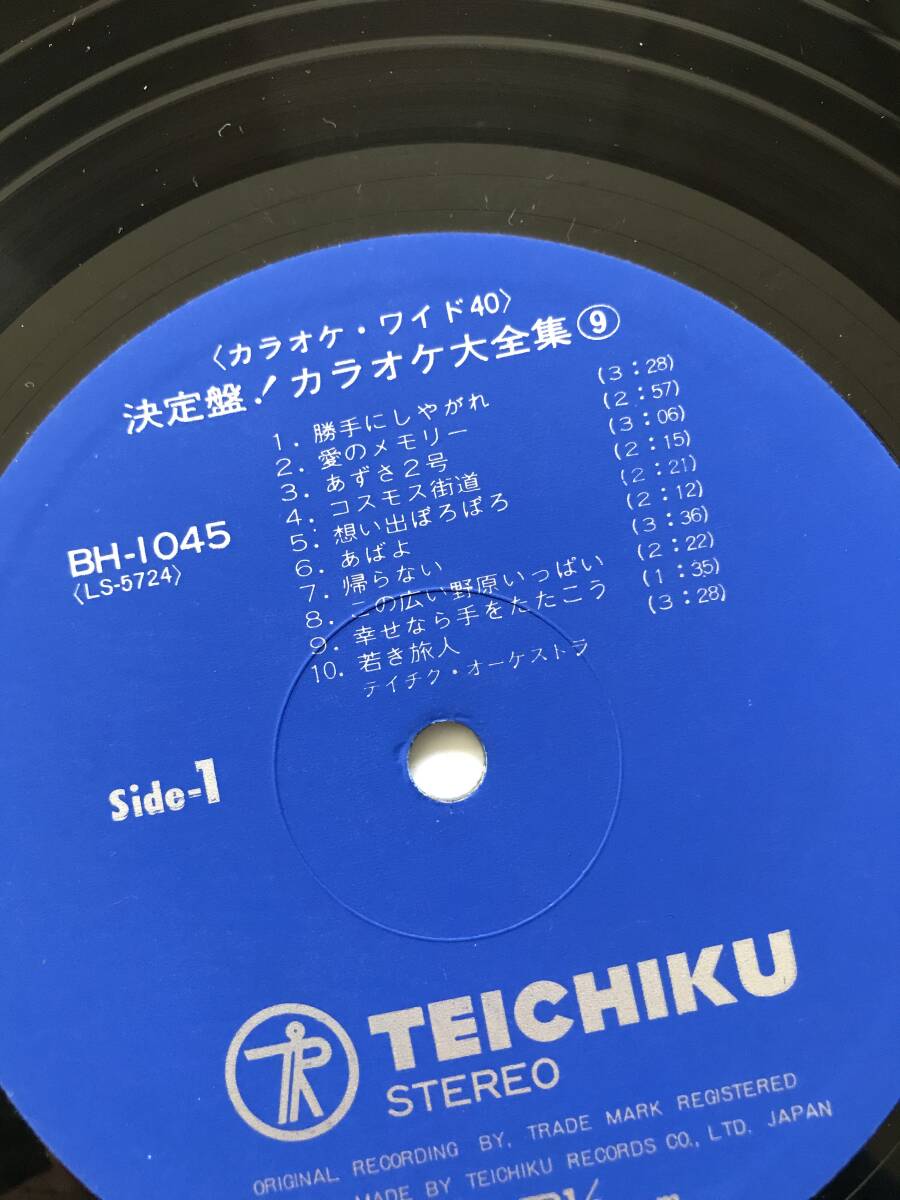 〈カラオケ・ワイド40〉
決定盤!カラオケ大全集⑨
1. 勝手にしやがれ (3:28)
2. 愛のメモリー (2:57)
3. あずさ2号 (3:06)
4. コスモス街道 (2:15)
5. 想い出ぼろぼろ (2:21)
6. あばよ (2:12)
7. 帰らない (3:36)
8. この広い野原いっぱい (2:22)
9. 幸せなら手をたたこう (1:35)
10. 若き旅人 (3:28)
テイチク・オーケストラ
BH-1045
〈LS-5724〉
Side-1
TEICHIKU
STEREO
ORIGINAL RECORDING BY, TRADE MARK REGISTERED
MADE BY TEICHIKU RECORDS CO., LTD. JAPAN